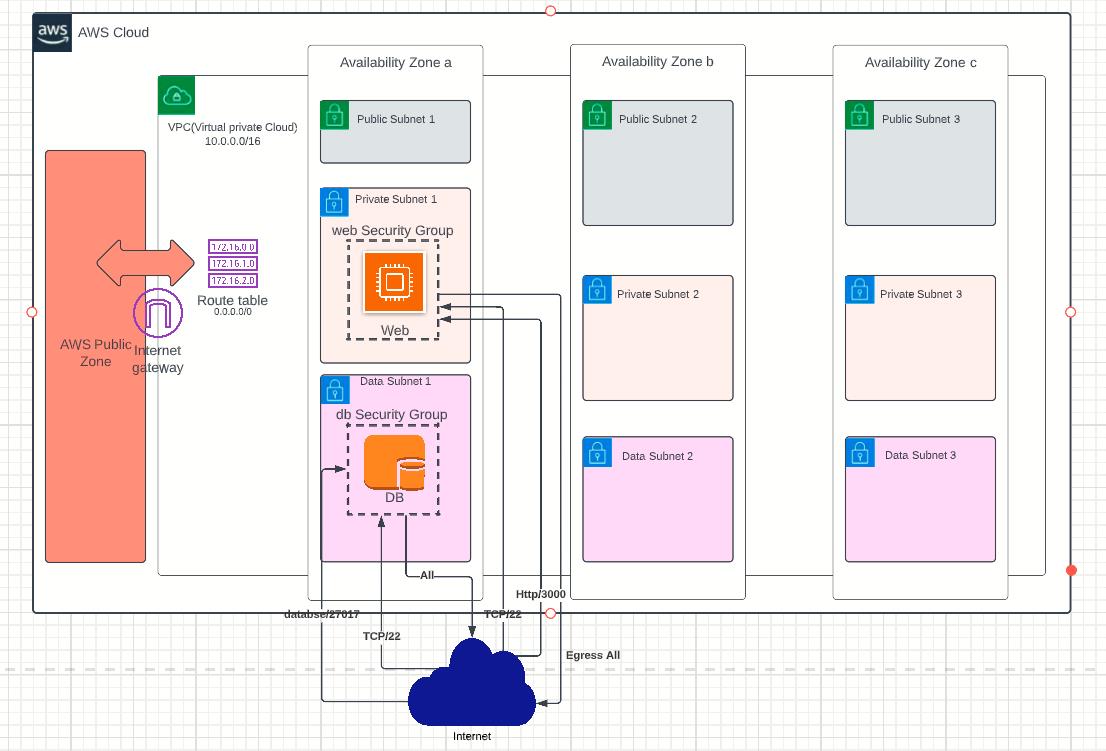 aws
AWS Cloud
Availability Zone a
Availability Zone b
Availability Zone c
VPC(Virtual private Cloud)
10.0.0.0/16
Public Subnet 1
Public Subnet 2
Public Subnet 3
Private Subnet 1
web Security Group
Web
172.16.0.0
172.16.1.0
172.16.2.0
Route table
0.0.0.0/0
AWS Public
Zone
Internet
gateway
Private Subnet 2
Private Subnet 3
Data Subnet 1
db Security Group
DB
Data Subnet 2
Data Subnet 3
All
Http/3000
databse/27017
TCP/22
TCP/22
Egress All
Internet